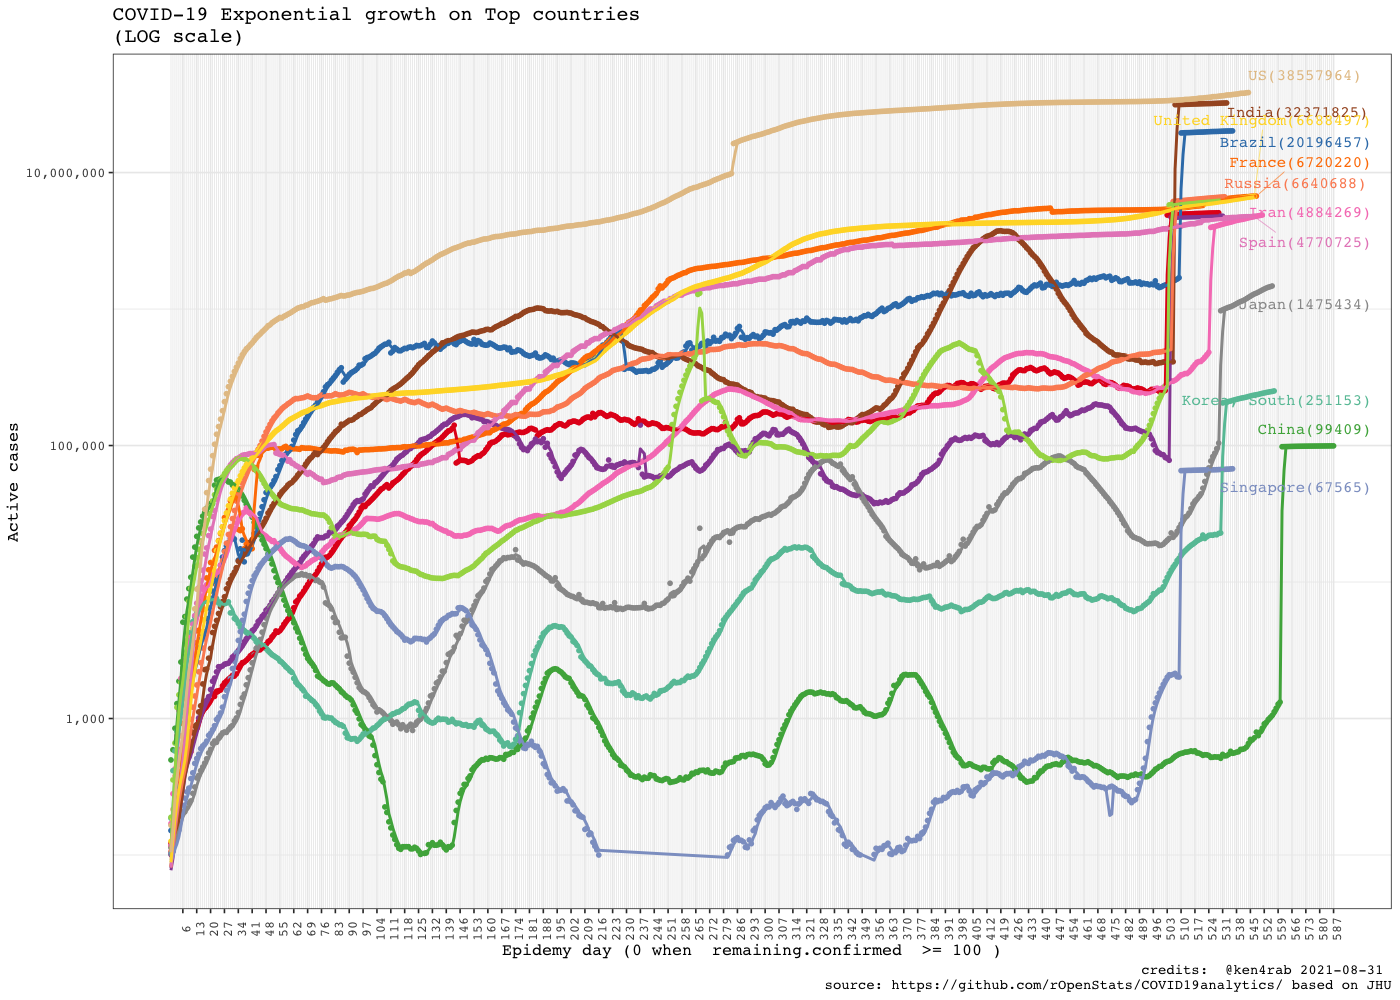 COVID-19 Exponential growth on Top countries
(LOG scale)
US(38557964)
India(32371825)
United Kingdom(6688497)
Brazil(20196457)
France(6720220)
Russia(6640688)
Iran(4884269)
Spain(4770725)
Japan(1475434)
Korea, South(251153)
China(99409)
Singapore(67565)
10,000,000
100,000
1,000
Active cases
6 13 20 27 34 41 48 55 62 69 76 83 90 97 104 111 118 125 132 139 146 153 160 167 174 181 188 195 202 209 216 223 230 237 244 251 258 265 272 279 286 293 300 307 314 321 328 335 342 349 356 363 370 377 384 391 398 405 412 419 426 433 440 447 454 461 468 475 482 489 496 503 510 517 524 531 538 545 552 559 566 573 580 587
Epidemy day (0 when  remaining.confirmed  >= 100 )
credits:  @ken4rab 2021-08-31
source: https://github.com/rOpenStats/COVID19analytics/ based on JHU